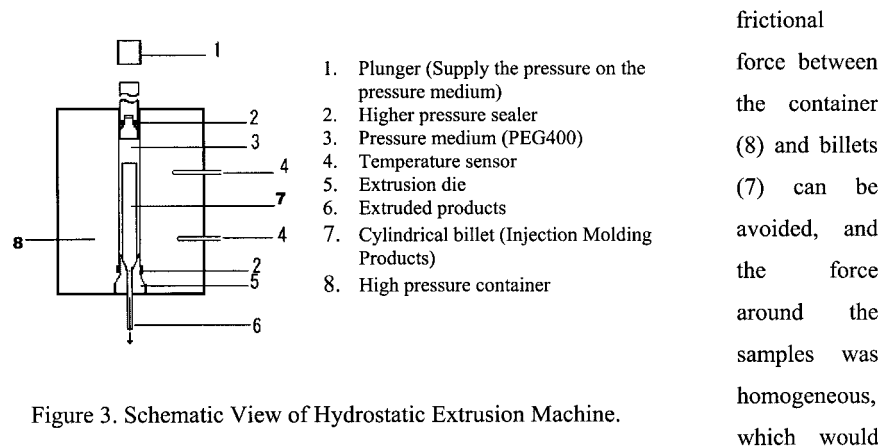 1
2
3
4
7
4
8
2
5
6
1. Plunger (Supply the pressure on the
pressure medium)
2. Higher pressure sealer
3. Pressure medium (PEG400)
4. Temperature sensor
5. Extrusion die
6. Extruded products
7. Cylindrical billet (Injection Molding
Products)
8. High pressure container
Figure 3. Schematic View of Hydrostatic Extrusion Machine.
frictional
force between
the container
(8) and billets
(7) can be
avoided, and
the force
around the
samples was
homogeneous,
which would